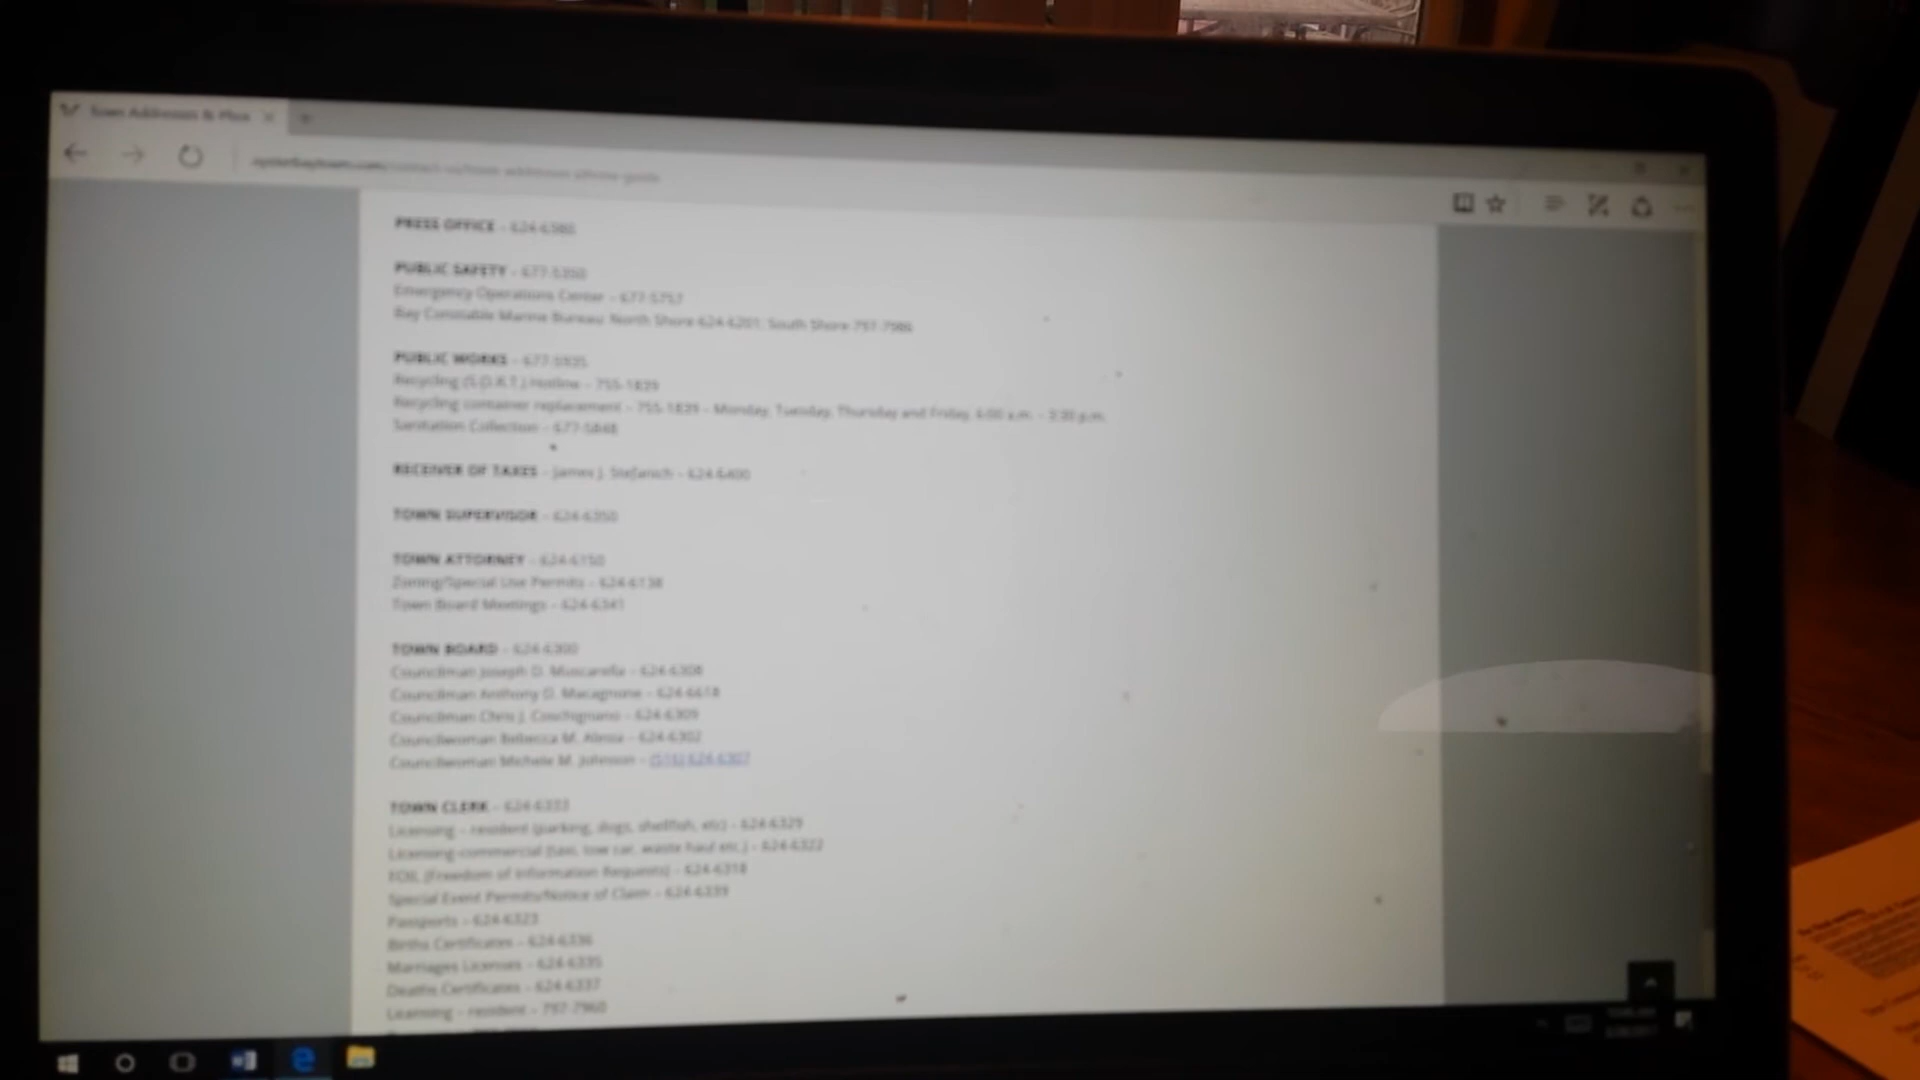 Town Addresses & Phon
PRESS OFFICE - 624-6380
PUBLIC SAFETY - 677-5350
Emergency Operations Center - 677-5757
Bay Constable Marine Bureau: North Shore 624-6201; South Shore 797-7986
PUBLIC WORKS - 677-5935
Recycling (S.O.R.T.) Hotline - 755-1839
Recycling container replacement - 755-1839 - Monday, Tuesday, Thursday and Friday, a.m. - p.m.
Sanitation Collection - 677-5848
RECEIVER OF TAXES - James J. Stefanich - 624-6400
TOWN SUPERVISOR - 624-6350
TOWN ATTORNEY - 624-6150
Zoning/Special Use Permits - 624-6138
Town Board Meetings - 624-6341
TOWN BOARD - 624-6300
Councilman Joseph D. Muscarella - 624-6308
Councilman Anthony D. Macagnone - 624-6618
Councilman Chris J. Coschignano - 624-6309
Councilwoman Rebecca M. Alesia - 624-6302
Councilwoman Michele M. Johnson - (516) 624-6307
TOWN CLERK - 624-6333
Licensing - resident (parking, dogs, shellfish, etc) - 624-6329
Licensing-commercial (taxi, tow car, waste haul etc.) - 624-6322
FOIL (Freedom of Information Requests) - 624-6318
Special Event Permits/Notice of Claim - 624-6339
Passports - 624-6323
Births Certificates - 624-6336
Marriages Licenses - 624-6335
Deaths Certificates - 624-6337
Licensing - resident - 797-7960